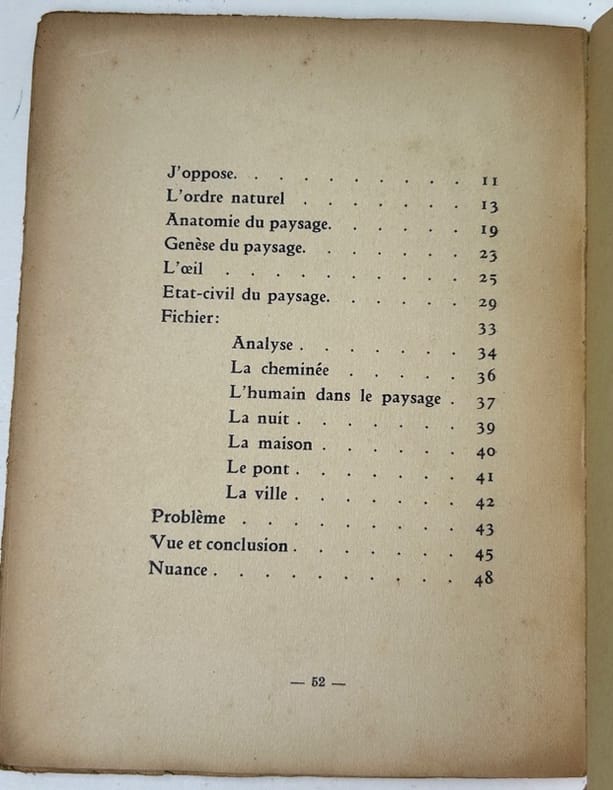 J'oppose. . . . . . . . . . 11
L'ordre naturel . . . . . . . 13
Anatomie du paysage. . . . . . 19
Genèse du paysage. . . . . . . 23
L'œil . . . . . . . . . . 25
Etat-civil du paysage. . . . . . 29
Fichier: 33
Analyse . . . . . . . 34
La cheminée . . . . . 36
L'humain dans le paysage . 37
La nuit . . . . . . . 39
La maison . . . . . . 40
Le pont . . . . . . . 41
La ville . . . . . . . 42
Problème . . . . . . . . . 43
Vue et conclusion . . . . . . . 45
Nuance . . . . . . . . . . 48
— 52 —